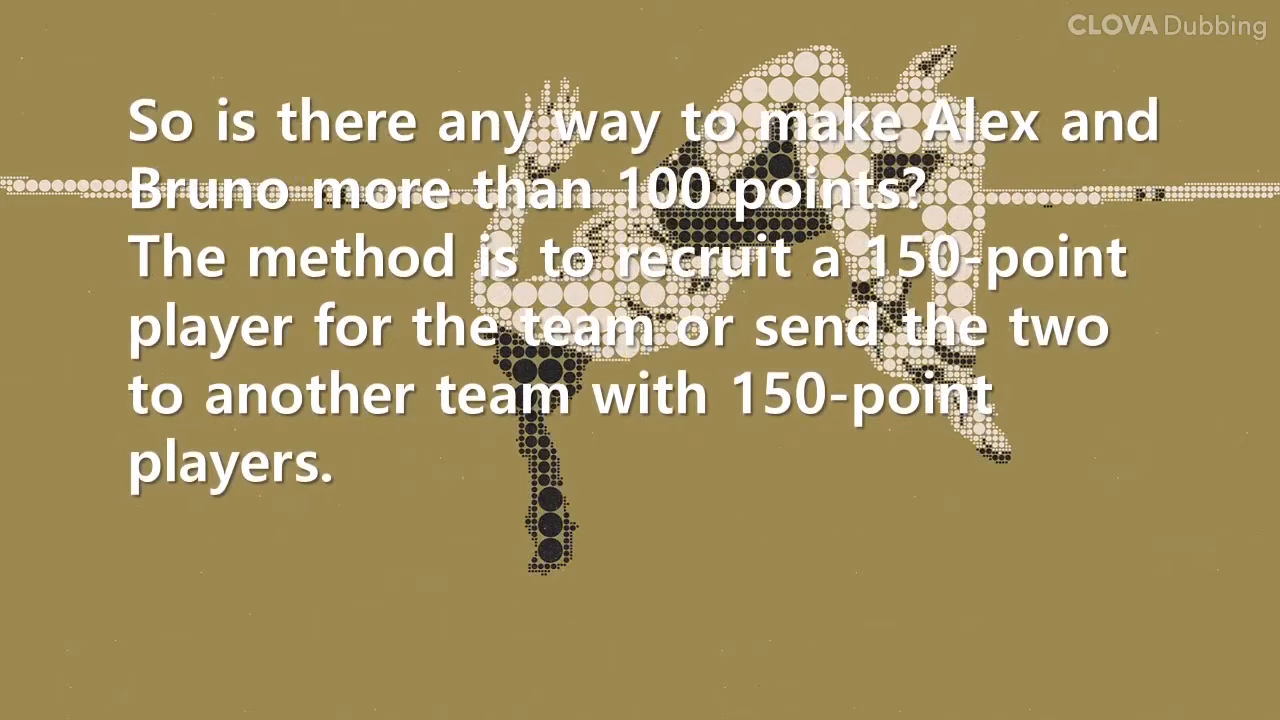 CLOVA Dubbing
So is there any way to make Alex and
Bruno more than 100 points?
The method is to recruit a 150-point
player for the team or send the two
to another team with 150-point
players.